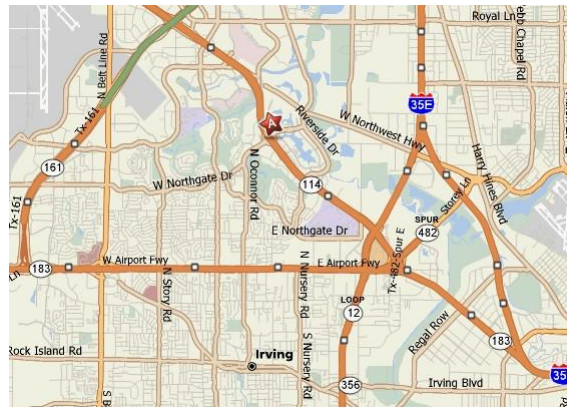 Royal Ln
N Belt Line Rd
Chapel Rd
35E
Tx-161
A
Riverside Dr
W Northwest Hwy
161
N Oconnor Rd
Harry Hines Blvd
W Northgate Dr
114
Storey Ln
Tx-161
SPUR
482
E Northgate Dr
W Airport Fwy
E Airport Fwy
Tx-482-Spur E
Ln
183
N Story Rd
N Nursery Rd
LOOP
12
Regal Row
183
Rock Island Rd
Irving
S Nursery Rd
35
356
Irving Blvd